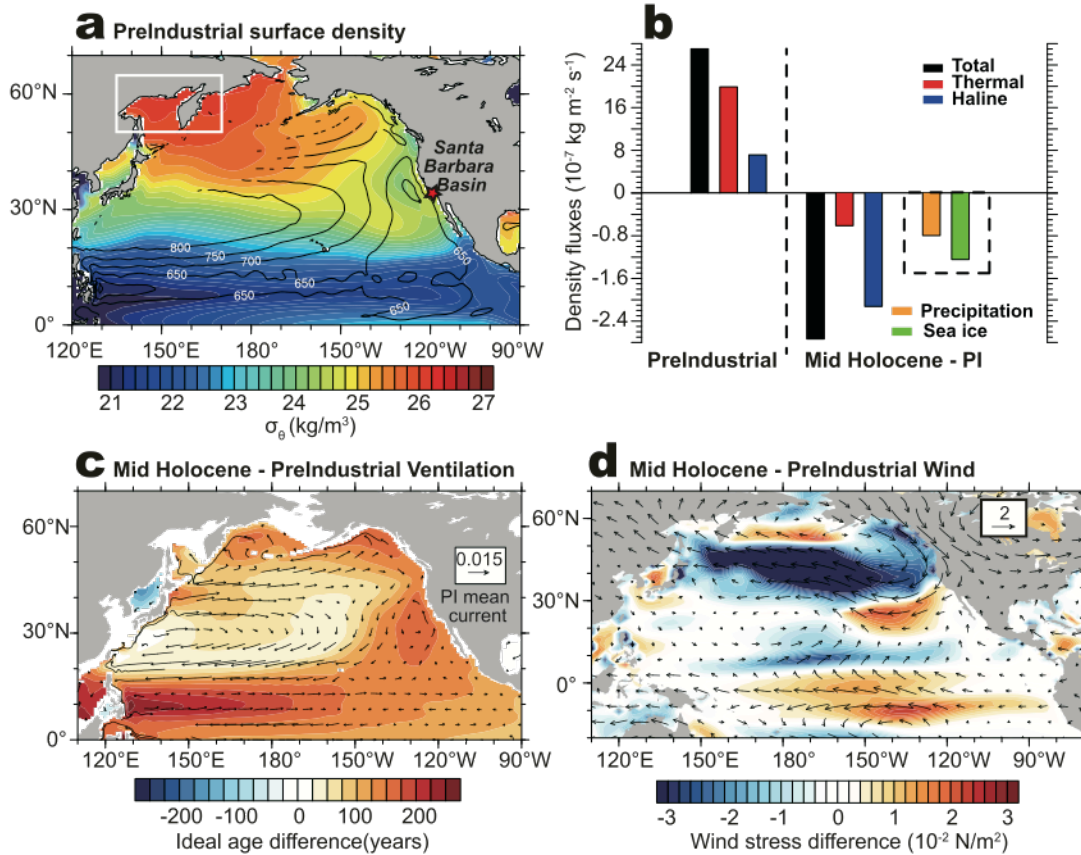 a PreIndustrial surface density
60°N
30°N
0°
Santa
Barbara
Basin
800
750
700
650
650
650
650
650
120°E 150°E 180°E 150°W 120°W 90°W
21 22 23 24 25 26 27
σθ (kg/m³)
b
Density fluxes (10⁻⁷ kg m⁻² s⁻¹)
24
16
8
0
-0.8
-1.6
-2.4
Total
Thermal
Haline
Precipitation
Sea ice
PreIndustrial Mid Holocene - PI
c Mid Holocene - PreIndustrial Ventilation
60°N
30°N
0°
0.015
PI mean
current
120°E 150°E 180°E 150°W 120°W 90°W
-200 -100 0 100 200
Ideal age difference(years)
d Mid Holocene - PreIndustrial Wind
60°N
30°N
0°
2
120°E 150°E 180°E 150°W 120°W 90°W
-3 -2 -1 0 1 2 3
Wind stress difference (10⁻² N/m²)